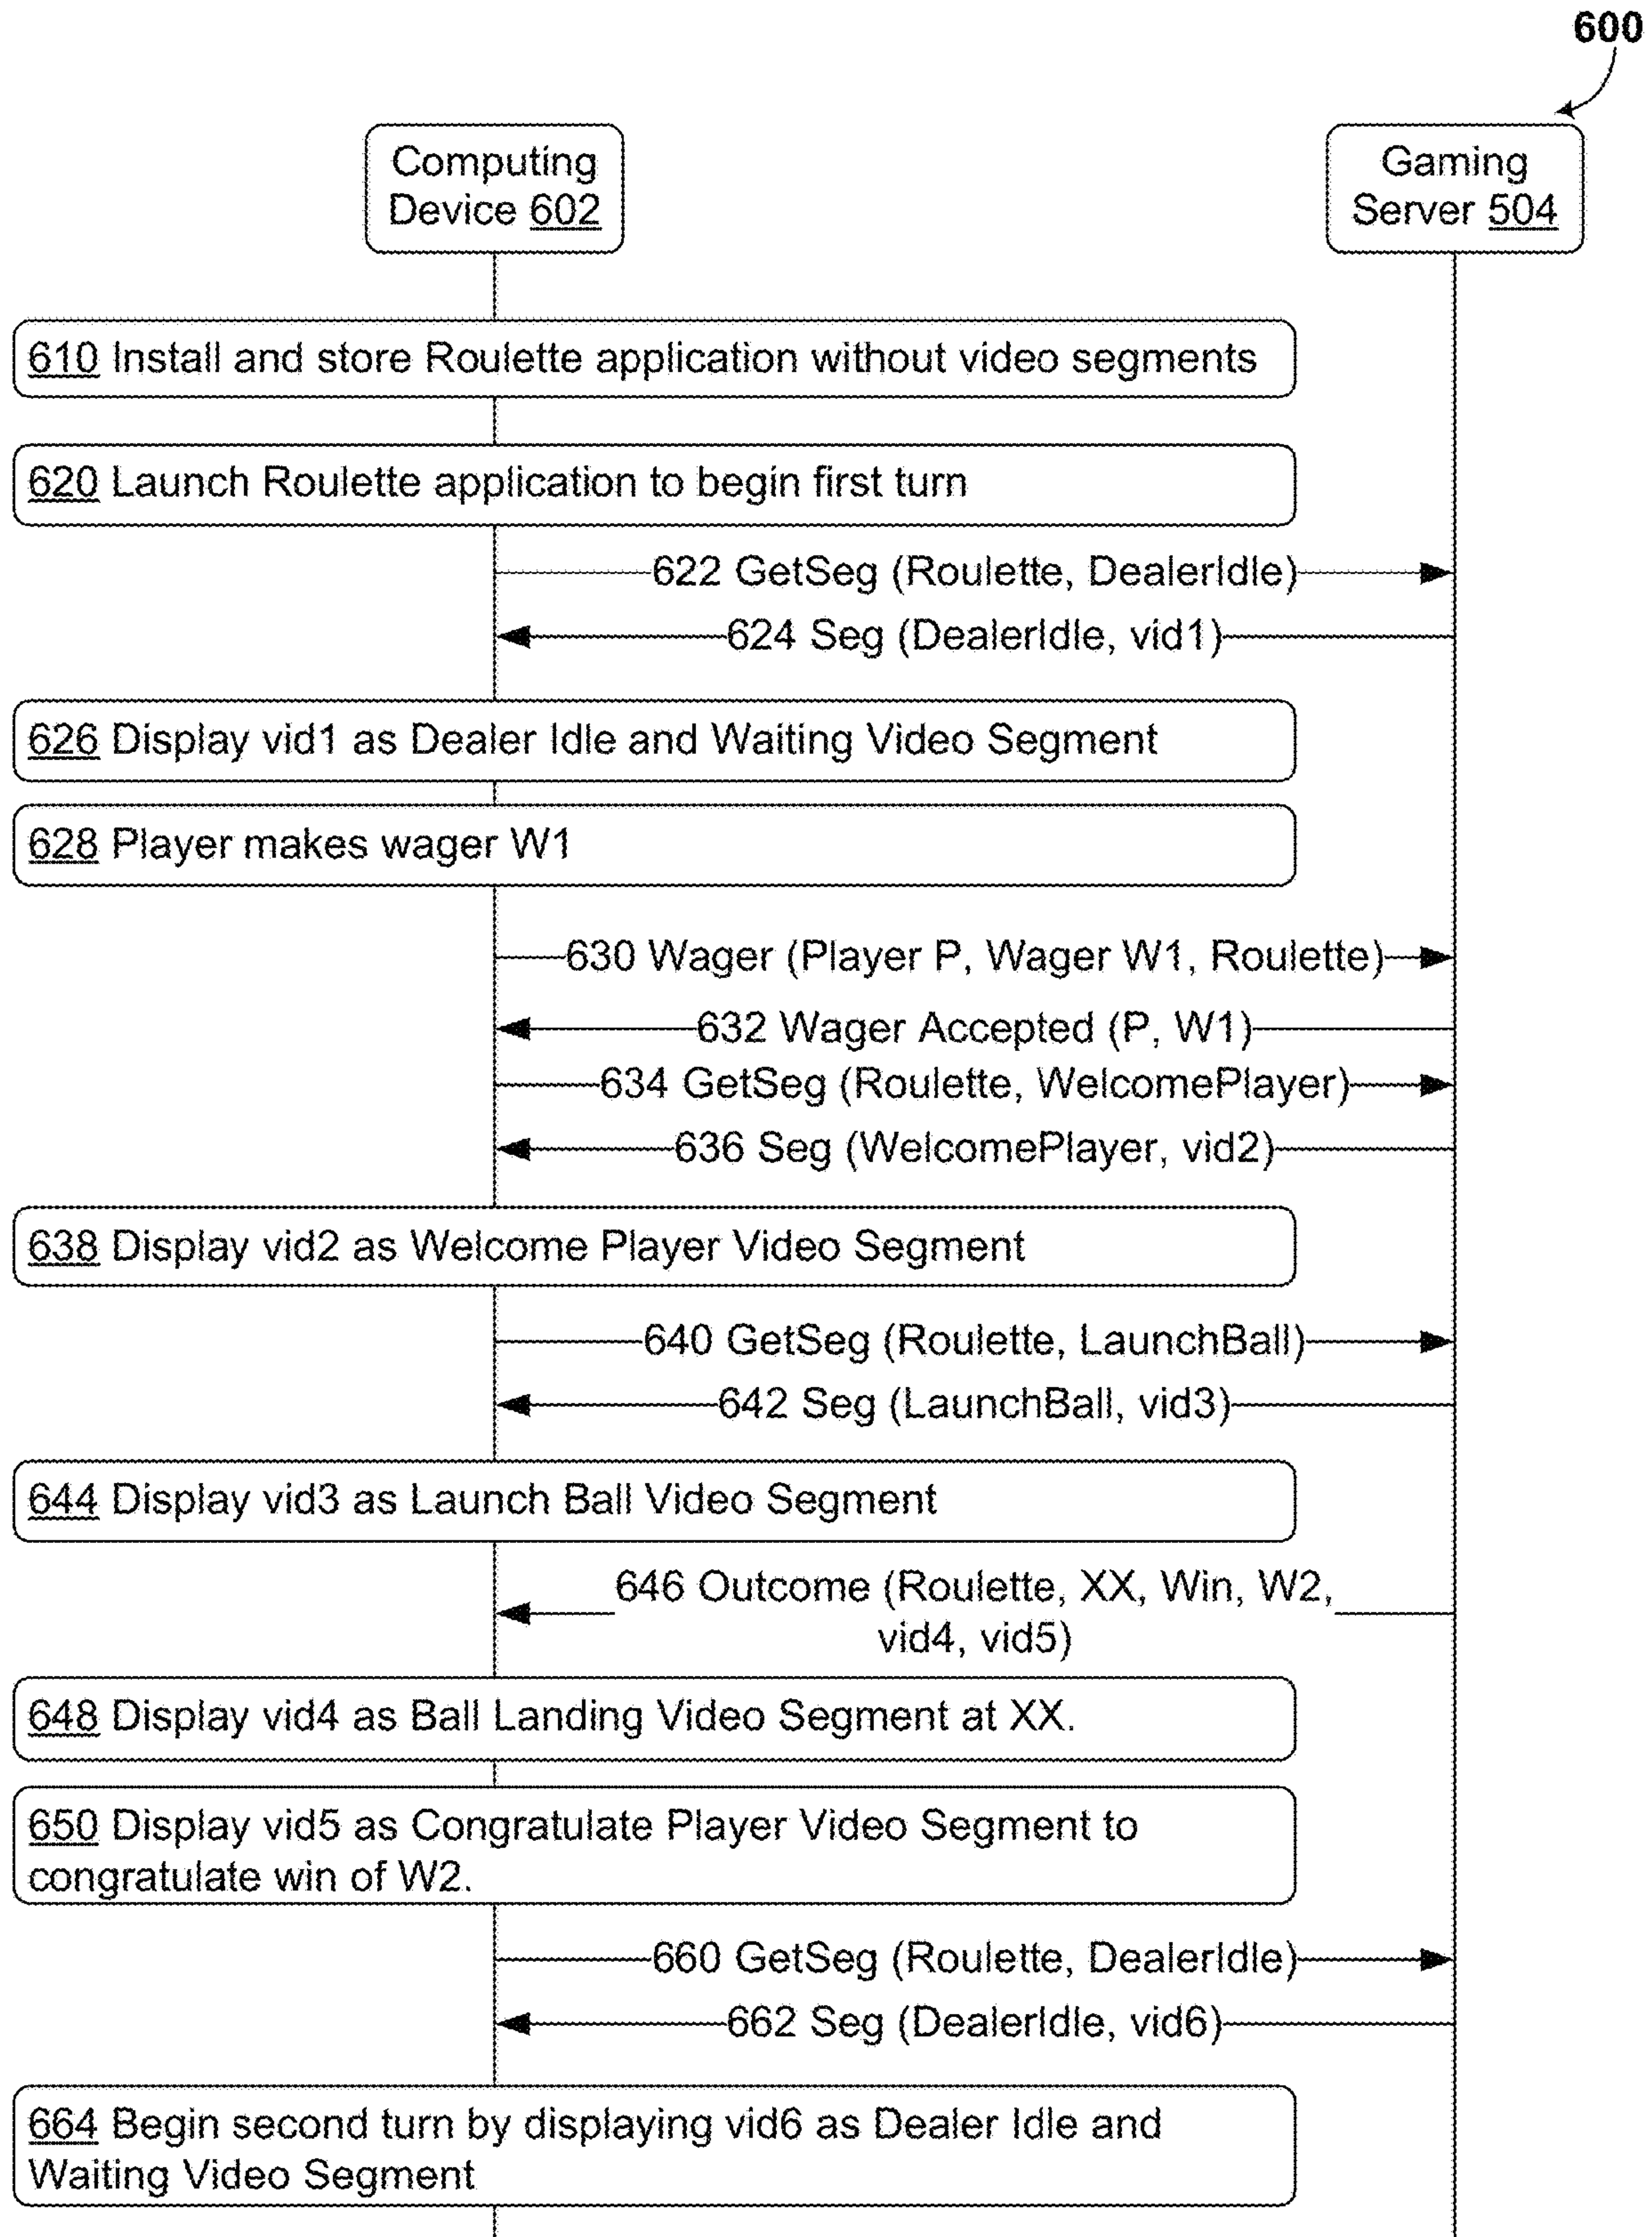 600
Computing
Device 602
Gaming
Server 504
610 Install and store Roulette application without video segments
620 Launch Roulette application to begin first turn
622 GetSeg (Roulette, DealerIdle)
624 Seg (DealerIdle, vid1)
626 Display vid1 as Dealer Idle and Waiting Video Segment
628 Player makes wager W1
630 Wager (Player P, Wager W1, Roulette)
632 Wager Accepted (P, W1)
634 GetSeg (Roulette, WelcomePlayer)
636 Seg (WelcomePlayer, vid2)
638 Display vid2 as Welcome Player Video Segment
640 GetSeg (Roulette, LaunchBall)
642 Seg (LaunchBall, vid3)
644 Display vid3 as Launch Ball Video Segment
646 Outcome (Roulette, XX, Win, W2,
vid4, vid5)
648 Display vid4 as Ball Landing Video Segment at XX.
650 Display vid5 as Congratulate Player Video Segment to
congratulate win of W2.
660 GetSeg (Roulette, DealerIdle)
662 Seg (DealerIdle, vid6)
664 Begin second turn by displaying vid6 as Dealer Idle and
Waiting Video Segment